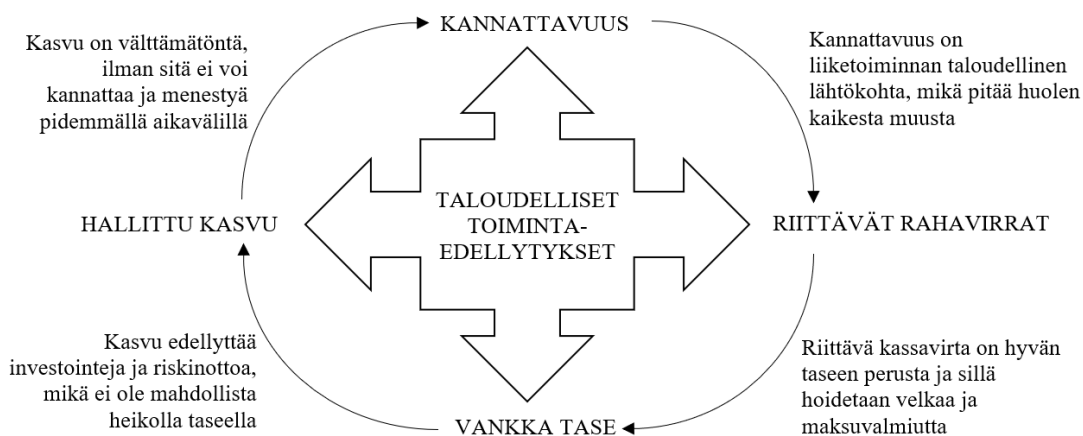 KANNATTAVUUS
Kasvu on välttämätöntä,
ilman sitä ei voi
kannattaa ja menestyä
pidemmällä aikavälillä
Kannattavuus on
liiketoiminnan taloudellinen
lähtökohta, mikä pitää huolen
kaikesta muusta
HALLITTU KASVU
TALOUDELLISET
TOIMINTA-
EDELLYTYKSET
RIITTÄVÄT RAHAVIRRAT
Kasvu edellyttää
investointeja ja riskinottoa,
mikä ei ole mahdollista
heikolla taseella
Riittävä kassavirta on hyvän
taseen perusta ja sillä
hoidetaan velkaa ja
maksuvalmiutta
VANKKA TASE